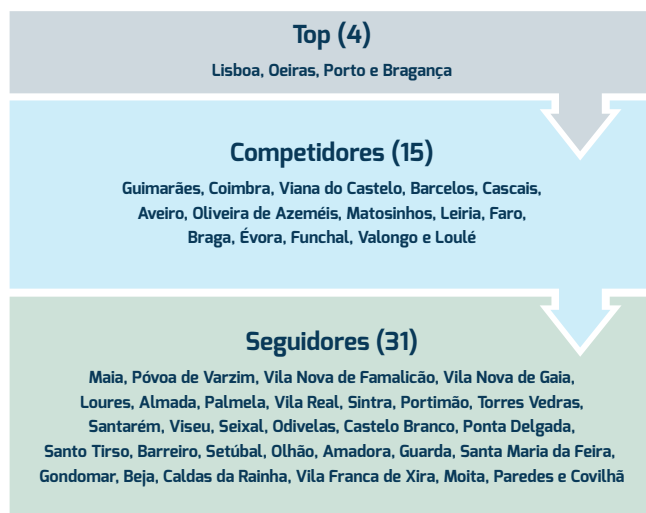 Top (4)
Lisboa, Oeiras, Porto e Bragança
Competidores (15)
Guimarães, Coimbra, Viana do Castelo, Barcelos, Cascais,
Aveiro, Oliveira de Azeméis, Matosinhos, Leiria, Faro,
Braga, Évora, Funchal, Valongo e Loulé
Seguidores (31)
Maia, Póvoa de Varzim, Vila Nova de Famalicão, Vila Nova de Gaia,
Loures, Almada, Palmela, Vila Real, Sintra, Portimão, Torres Vedras,
Santarém, Viseu, Seixal, Odivelas, Castelo Branco, Ponta Delgada,
Santo Tirso, Barreiro, Setúbal, Olhão, Amadora, Guarda, Santa Maria da Feira,
Gondomar, Beja, Caldas da Rainha, Vila Franca de Xira, Moita, Paredes e Covilhã